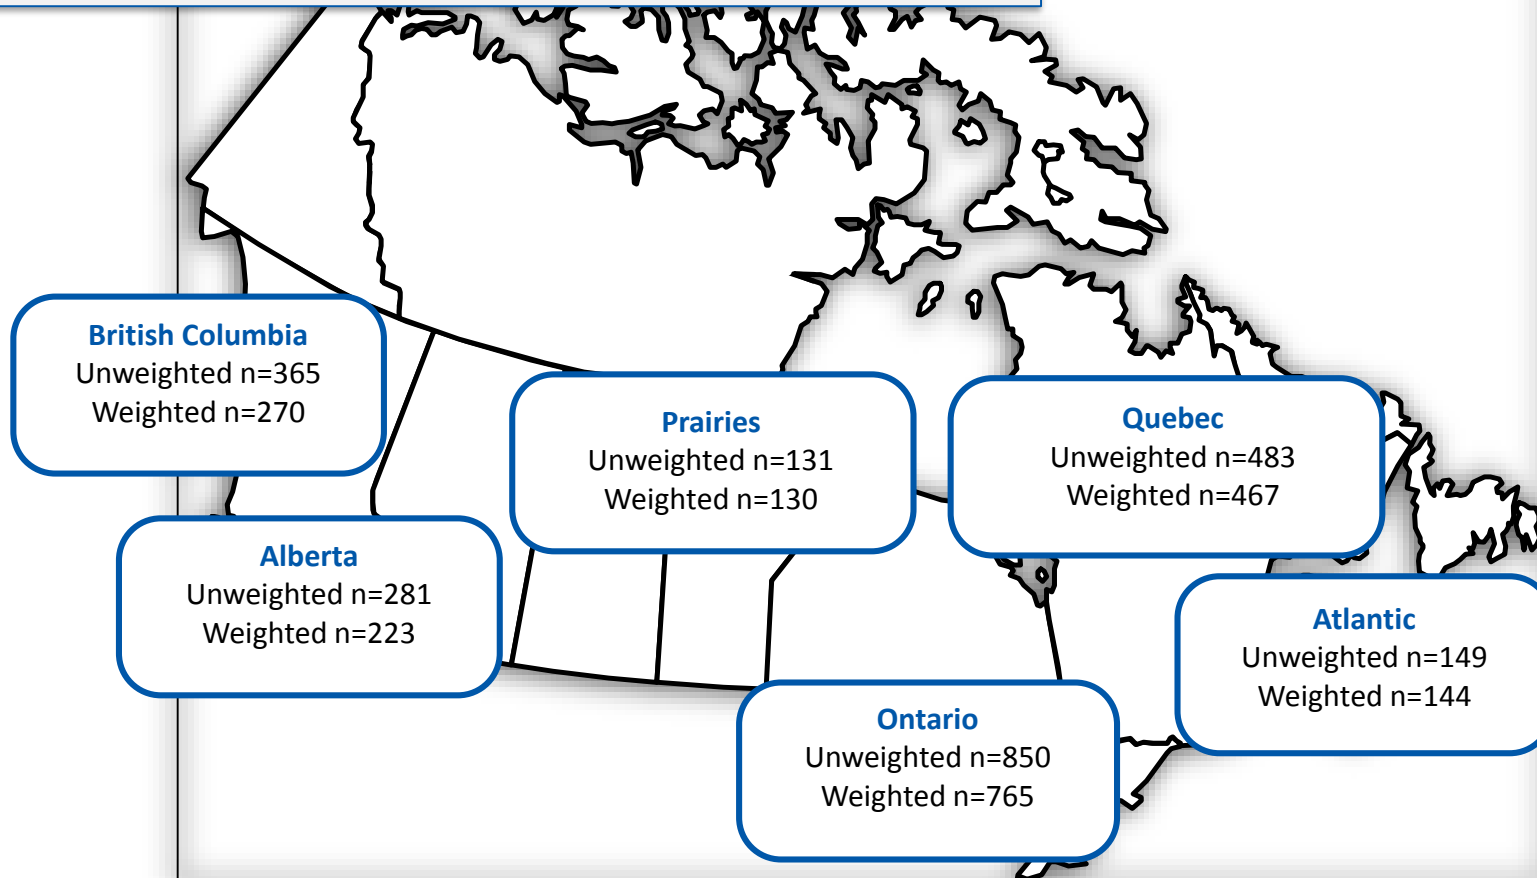 British Columbia
Unweighted n=365
Weighted n=270
Prairies
Unweighted n=131
Weighted n=130
Quebec
Unweighted n=483
Weighted n=467
Alberta
Unweighted n=281
Weighted n=223
Atlantic
Unweighted n=149
Weighted n=144
Ontario
Unweighted n=850
Weighted n=765